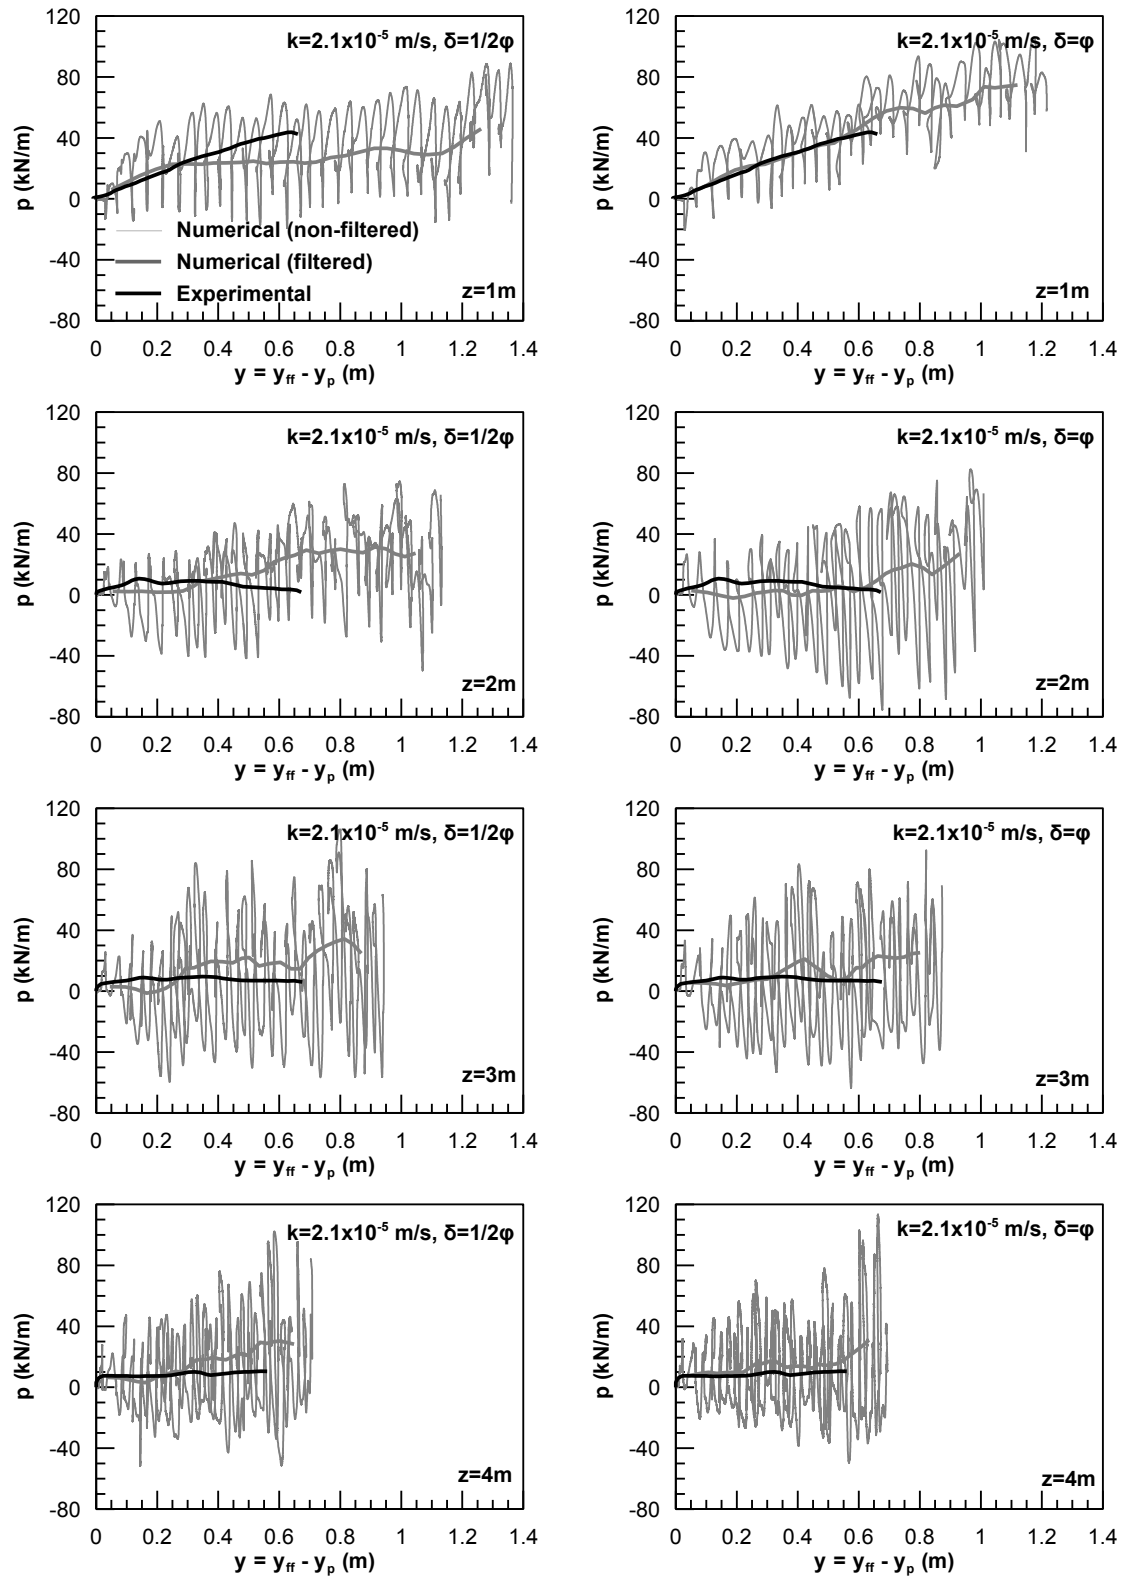 120
80
40
0
-40
-80
p (kN/m)
k=2.1x10-5 m/s, δ=1/2φ
Numerical (non-filtered)
Numerical (filtered)
Experimental
z=1m
0 0.2 0.4 0.6 0.8 1 1.2 1.4
y = yff - yp (m)
120
80
40
0
-40
-80
p (kN/m)
k=2.1x10-5 m/s, δ=φ
z=1m
0 0.2 0.4 0.6 0.8 1 1.2 1.4
y = yff - yp (m)
120
80
40
0
-40
-80
p (kN/m)
k=2.1x10-5 m/s, δ=1/2φ
z=2m
0 0.2 0.4 0.6 0.8 1 1.2 1.4
y = yff - yp (m)
120
80
40
0
-40
-80
p (kN/m)
k=2.1x10-5 m/s, δ=φ
z=2m
0 0.2 0.4 0.6 0.8 1 1.2 1.4
y = yff - yp (m)
120
80
40
0
-40
-80
p (kN/m)
k=2.1x10-5 m/s, δ=1/2φ
z=3m
0 0.2 0.4 0.6 0.8 1 1.2 1.4
y = yff - yp (m)
120
80
40
0
-40
-80
p (kN/m)
k=2.1x10-5 m/s, δ=φ
z=3m
0 0.2 0.4 0.6 0.8 1 1.2 1.4
y = yff - yp (m)
120
80
40
0
-40
-80
p (kN/m)
k=2.1x10-5 m/s, δ=1/2φ
z=4m
0 0.2 0.4 0.6 0.8 1 1.2 1.4
y = yff - yp (m)
120
80
40
0
-40
-80
p (kN/m)
k=2.1x10-5 m/s, δ=φ
z=4m
0 0.2 0.4 0.6 0.8 1 1.2 1.4
y = yff - yp (m)